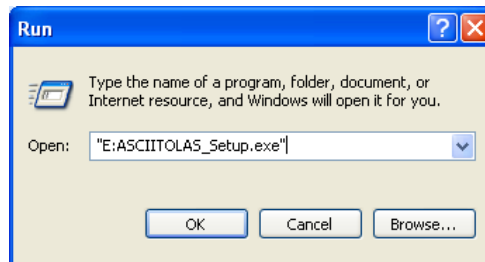 Run
Type the name of a program, folder, document, or
Internet resource, and Windows will open it for you.
Open: "E:ASCIITOLAS_Setup.exe"
OK Cancel Browse...